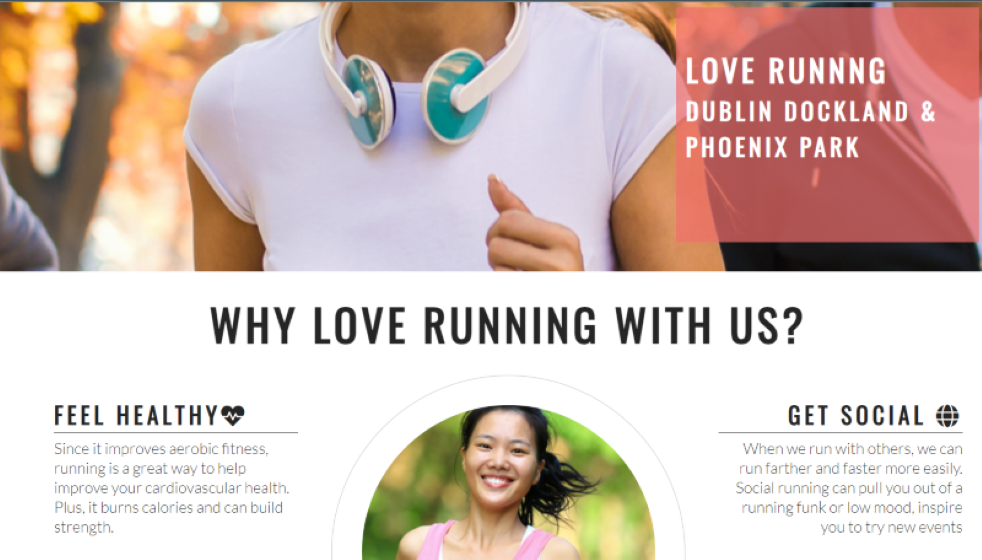 LOVE RUNNNG
DUBLIN DOCKLAND &
PHOENIX PARK
WHY LOVE RUNNING WITH US?
FEEL HEALTHY
Since it improves aerobic fitness,
running is a great way to help
improve your cardiovascular health.
Plus, it burns calories and can build
strength.
GET SOCIAL
When we run with others, we can
run farther and faster more easily.
Social running can pull you out of a
running funk or low mood, inspire
you to try new events